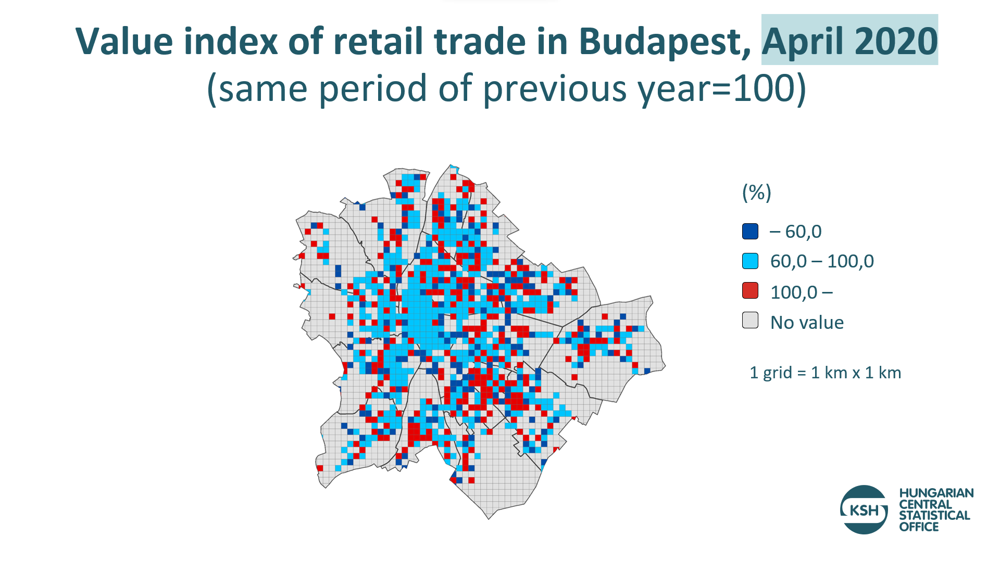 Value index of retail trade in Budapest, April 2020
(same period of previous year=100)
(%)
– 60,0
60,0 – 100,0
100,0 –
No value
1 grid = 1 km x 1 km
KSH
HUNGARIAN
CENTRAL
STATISTICAL
OFFICE